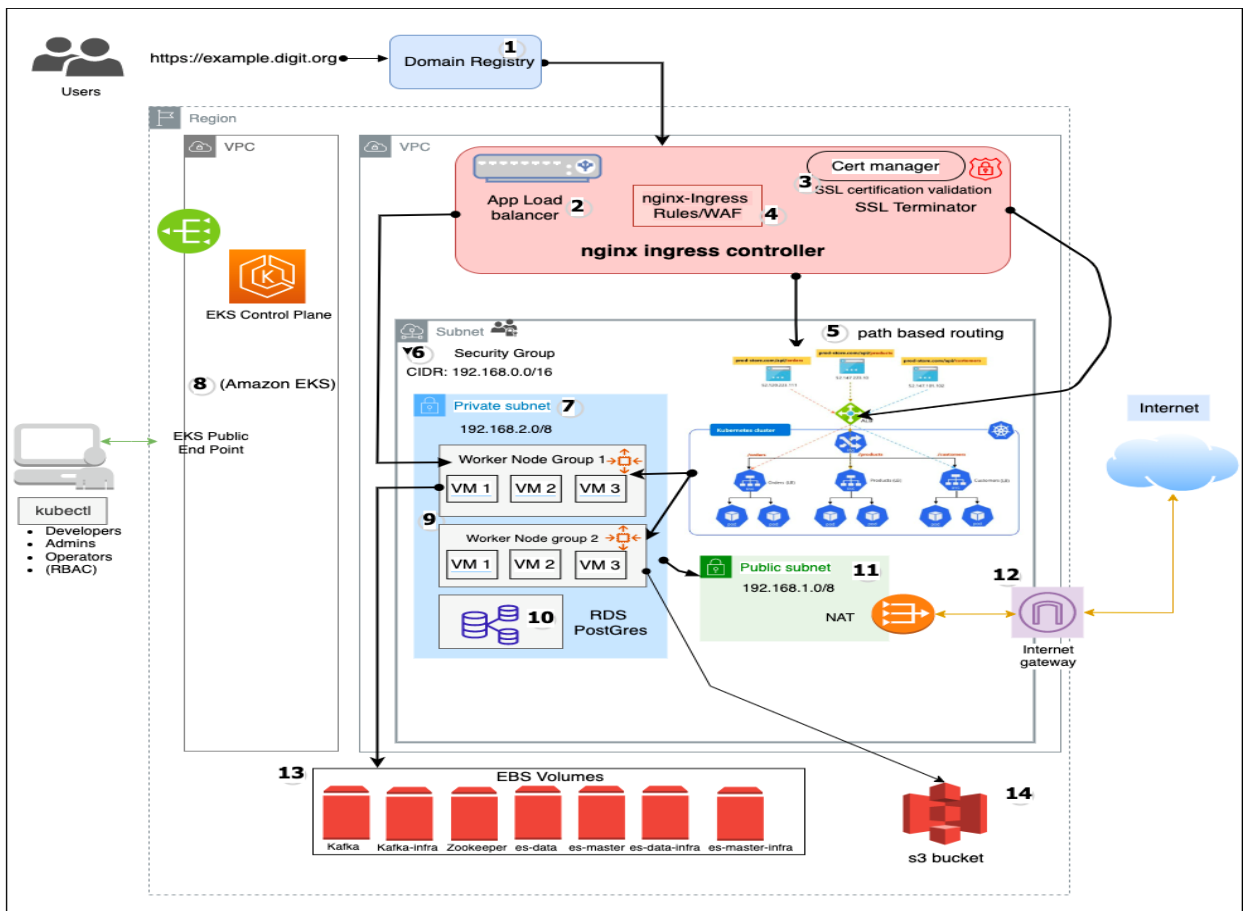 Users
https://example.digit.org
1
Domain Registry
Region
VPC
VPC
App Load
balancer
2
nginx-Ingress
Rules/WAF
4
Cert manager
3
SSL certification validation
SSL Terminator
nginx ingress controller
EKS Control Plane
8
(Amazon EKS)
EKS Public
End Point
kubectl
• Developers
• Admins
• Operators
• (RBAC)
Subnet
6
Security Group
CIDR: 192.168.0.0/16
5
path based routing
Private subnet
7
192.168.2.0/8
Worker Node Group 1
VM 1
VM 2
VM 3
9
Worker Node group 2
VM 1
VM 2
VM 3
10
RDS
PostGres
Kubernetes cluster
Public subnet
11
192.168.1.0/8
NAT
12
Internet
gateway
Internet
13
EBS Volumes
Kafka
Kafka-infra
Zookeeper
es-data
es-master
es-data-infra
es-master-infra
14
s3 bucket